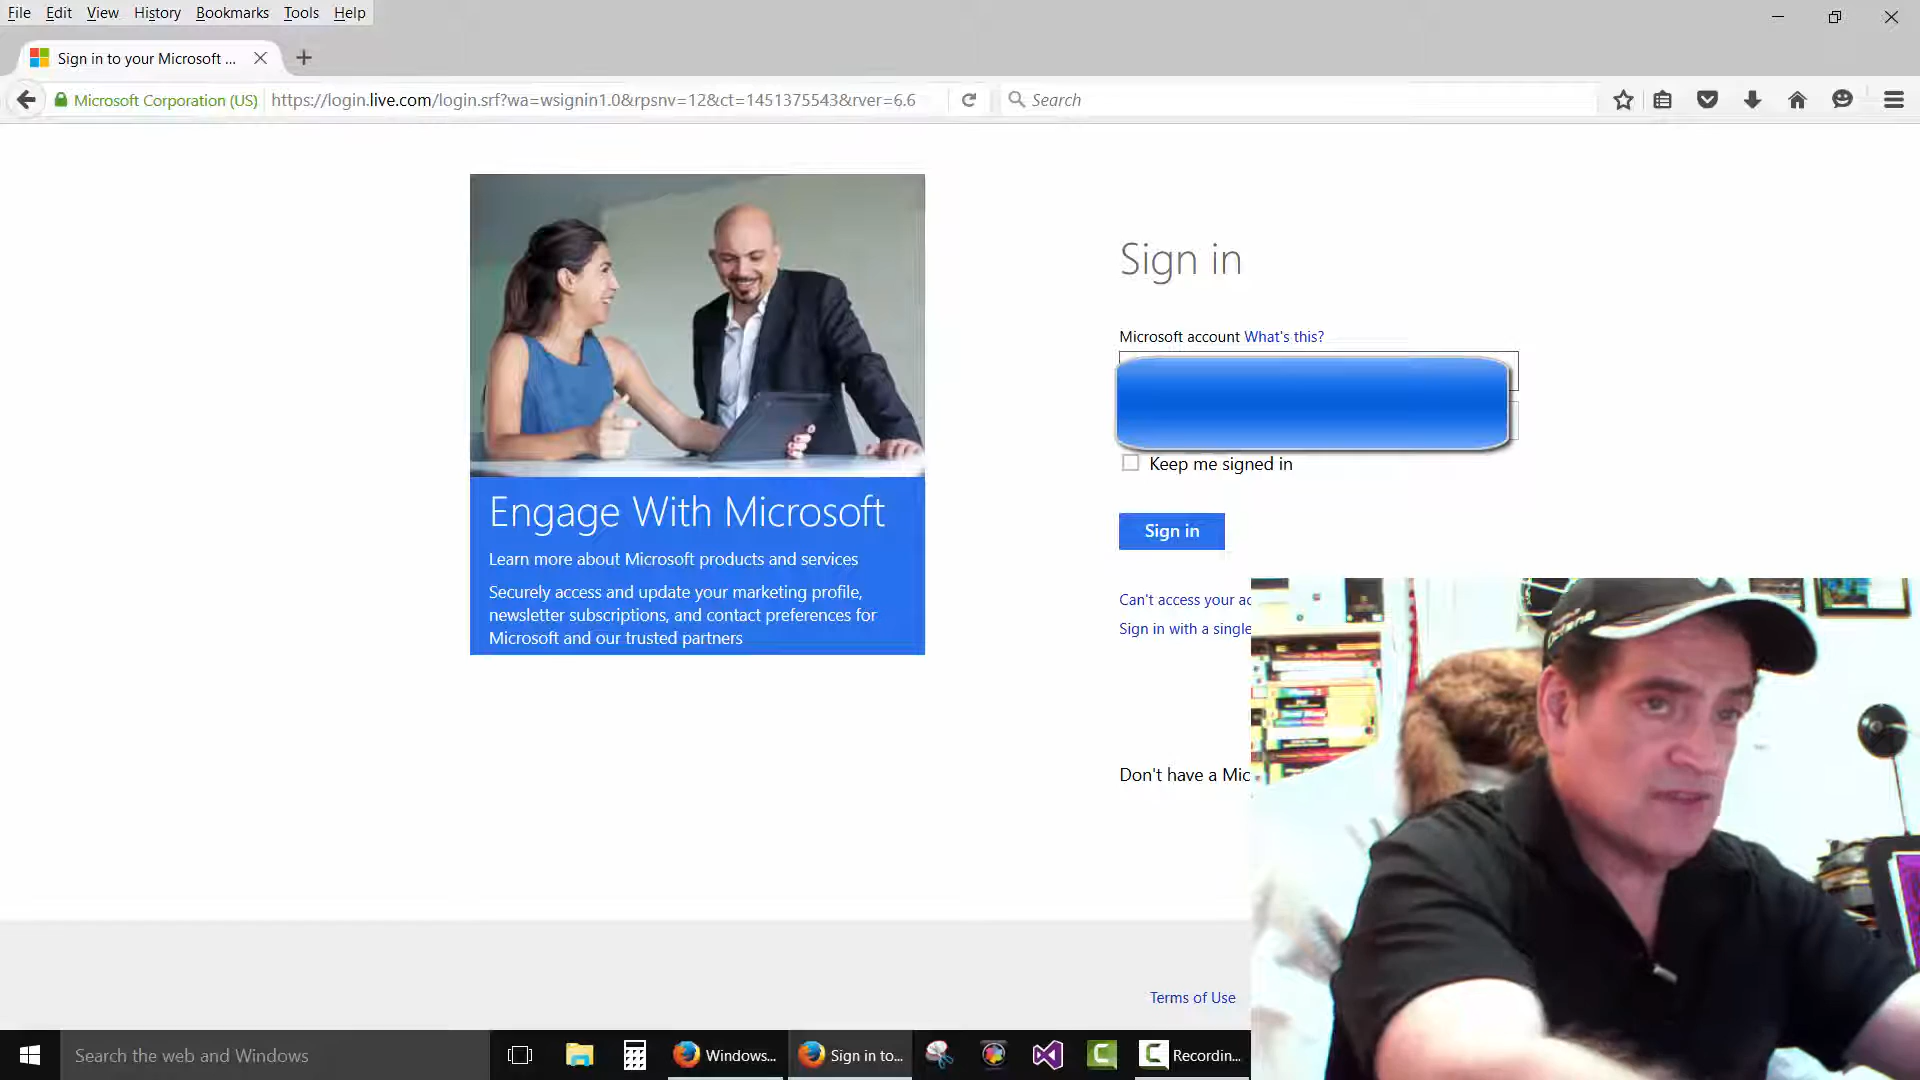 File Edit View History Bookmarks Tools Help
Sign in to your Microsoft ...
Microsoft Corporation (US) https://login.live.com/login.srf?wa=wsignin1.0&rpsnv=12&ct=1451375543&rver=6.6
Search
Engage With Microsoft
Learn more about Microsoft products and services
Securely access and update your marketing profile,
newsletter subscriptions, and contact preferences for
Microsoft and our trusted partners
Sign in
Microsoft account What's this?
Keep me signed in
Sign in
Can't access your ac
Sign in with a single
Don't have a Mic
Terms of Use
Search the web and Windows
Windows...
Sign in to...
Recordin...